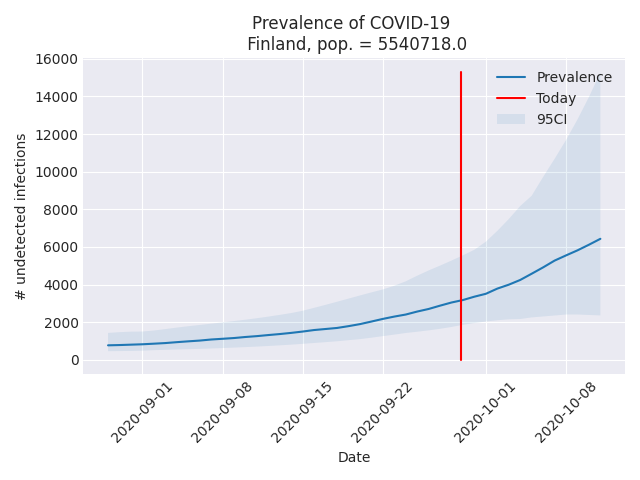 Prevalence of COVID-19
Finland, pop. = 5540718.0
16000
14000
12000
10000
8000
6000
4000
2000
0
# undetected infections
Prevalence
Today
95CI
2020-09-01
2020-09-08
2020-09-15
2020-09-22
2020-10-01
2020-10-08
Date